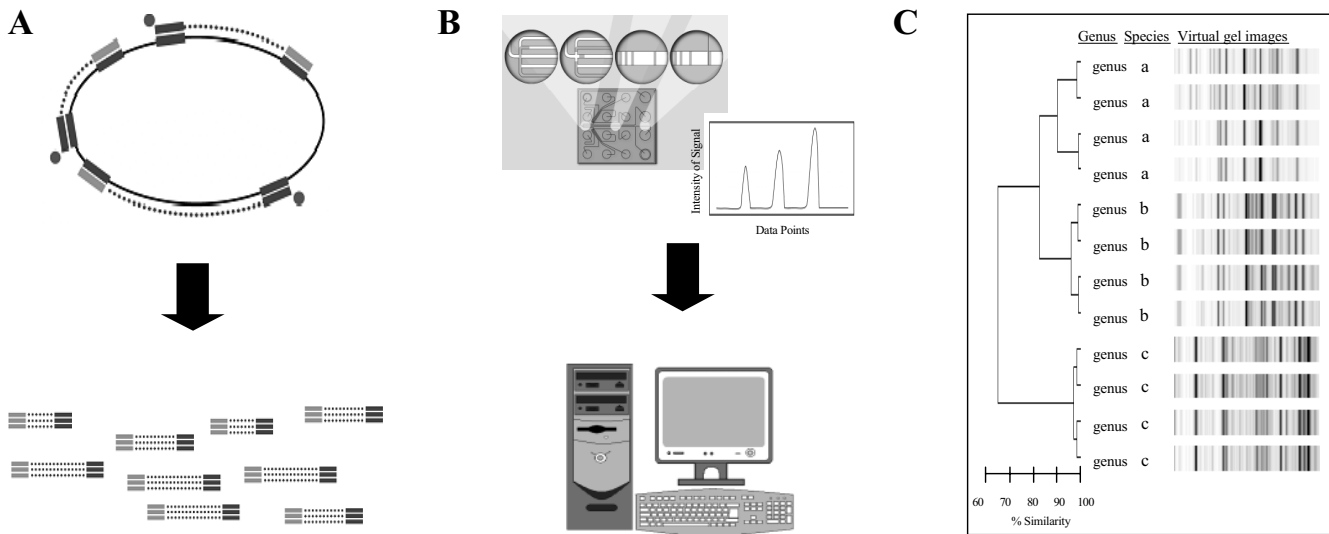 A
B
Intensity of Signal
Data Points
C
Genus Species Virtual gel images
genus a
genus a
genus a
genus a
genus b
genus b
genus b
genus b
genus c
genus c
genus c
genus c
60 70 80 90 100
% Similarity